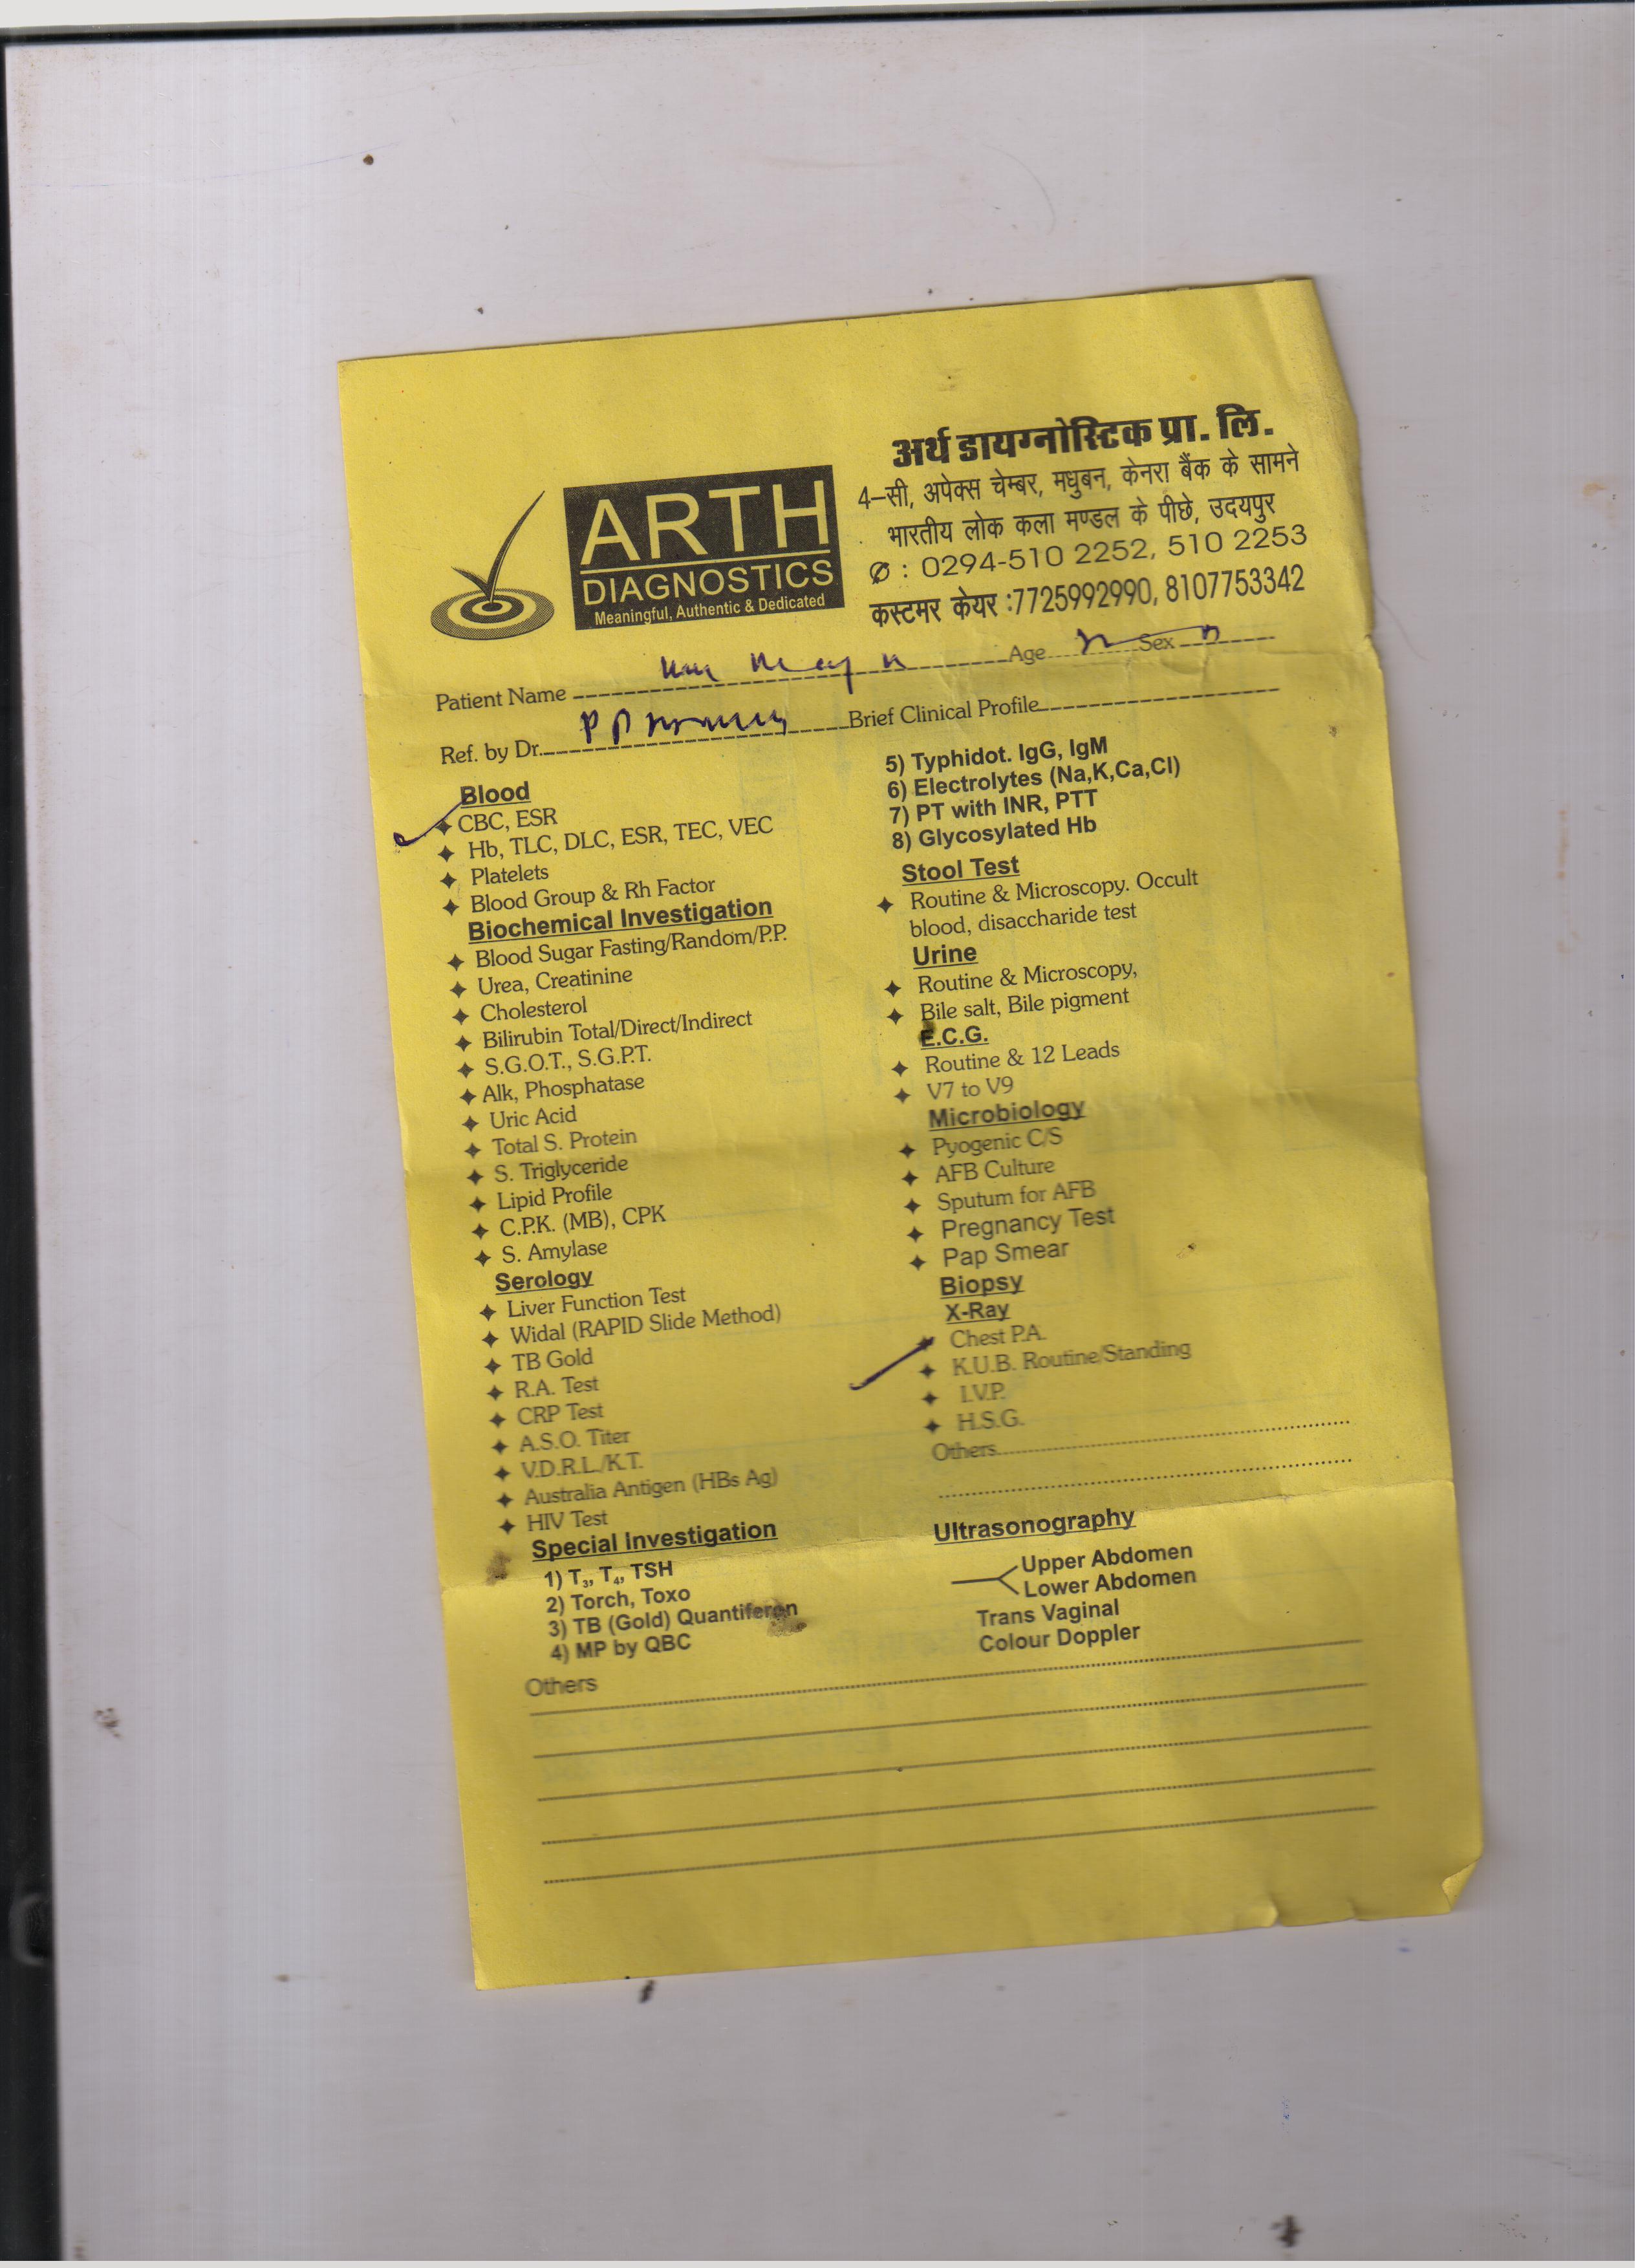 ARTH
DIAGNOSTICS
Meaningful, Authentic & Dedicated
अर्थ डायग्नोस्टिक प्रा. लि.
4–सी, अपेक्स चेम्बर, मधुबन, केनरा बैंक के सामने
भारतीय लोक कला मण्डल के पीछे, उदयपुर
: 0294-510 2252, 510 2253
कस्टमर केयर :7725992990, 8107753342
Patient Name Age Sex
Ref. by Dr. Brief Clinical Profile
Blood
CBC, ESR
Hb, TLC, DLC, ESR, TEC, VEC
Platelets
Blood Group & Rh Factor
Biochemical Investigation
Blood Sugar Fasting/Random/P.P.
Urea, Creatinine
Cholesterol
Bilirubin Total/Direct/Indirect
S.G.O.T., S.G.P.T.
Alk, Phosphatase
Uric Acid
Total S. Protein
S. Triglyceride
Lipid Profile
C.P.K. (MB), CPK
S. Amylase
Serology
Liver Function Test
Widal (RAPID Slide Method)
TB Gold
R.A. Test
CRP Test
A.S.O. Titer
V.D.R.L./K.T.
Australia Antigen (HBs Ag)
HIV Test
Special Investigation
1) T₃, T₄, TSH
2) Torch, Toxo
3) TB (Gold) Quantiferon
4) MP by QBC
5) Typhidot. IgG, IgM
6) Electrolytes (Na,K,Ca,Cl)
7) PT with INR, PTT
8) Glycosylated Hb
Stool Test
Routine & Microscopy. Occult
blood, disaccharide test
Urine
Routine & Microscopy,
Bile salt, Bile pigment
E.C.G.
Routine & 12 Leads
V7 to V9
Microbiology
Pyogenic C/S
AFB Culture
Sputum for AFB
Pregnancy Test
Pap Smear
Biopsy
X-Ray
Chest P.A.
K.U.B. Routine/Standing
I.V.P.
H.S.G.
Others
Ultrasonography
Upper Abdomen
Lower Abdomen
Trans Vaginal
Colour Doppler
Others